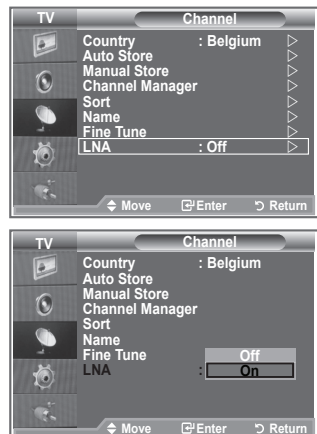 TV Channel
Country : Belgium
Auto Store
Manual Store
Channel Manager
Sort
Name
Fine Tune
LNA : Off
Move Enter Return
TV Channel
Country : Belgium
Auto Store
Manual Store
Channel Manager
Sort
Name
Fine Tune Off
LNA : On
Move Enter Return